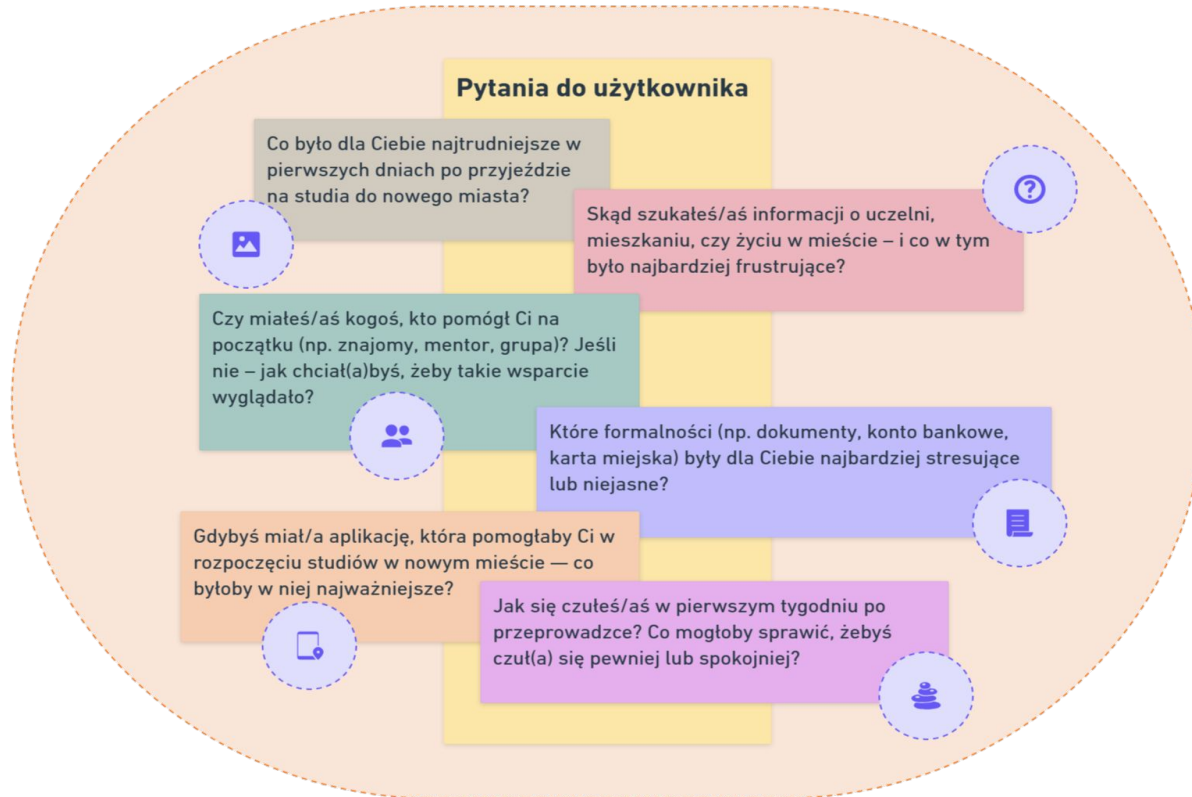 Pytania do użytkownika
Co było dla Ciebie najtrudniejsze w
pierwszych dniach po przyjeździe
na studia do nowego miasta?
Skąd szukałeś/aś informacji o uczelni,
mieszkaniu, czy życiu w mieście – i co w tym
było najbardziej frustrujące?
Czy miałeś/aś kogoś, kto pomógł Ci na
początku (np. znajomy, mentor, grupa)? Jeśli
nie – jak chciał(a)byś, żeby takie wsparcie
wyglądało?
Które formalności (np. dokumenty, konto bankowe,
karta miejska) były dla Ciebie najbardziej stresujące
lub niejasne?
Gdybyś miał/a aplikację, która pomogłaby Ci w
rozpoczęciu studiów w nowym mieście — co
byłoby w niej najważniejsze?
Jak się czułeś/aś w pierwszym tygodniu po
przeprowadzce? Co mogłoby sprawić, żebyś
czuł(a) się pewniej lub spokojniej?